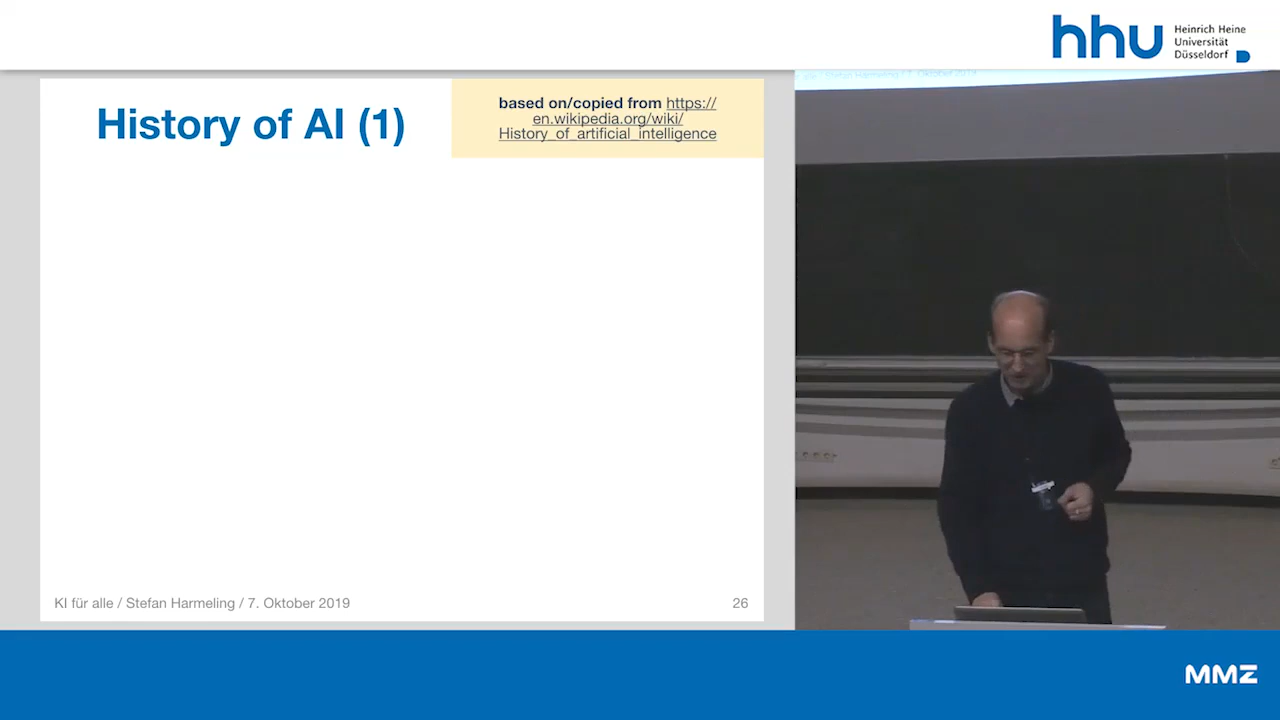 hhu
Heinrich Heine
Universität
Düsseldorf
History of AI (1)
based on/copied from https://
en.wikipedia.org/wiki/
History_of_artificial_intelligence
KI für alle / Stefan Harmeling / 7. Oktober 2019
26
MMZ